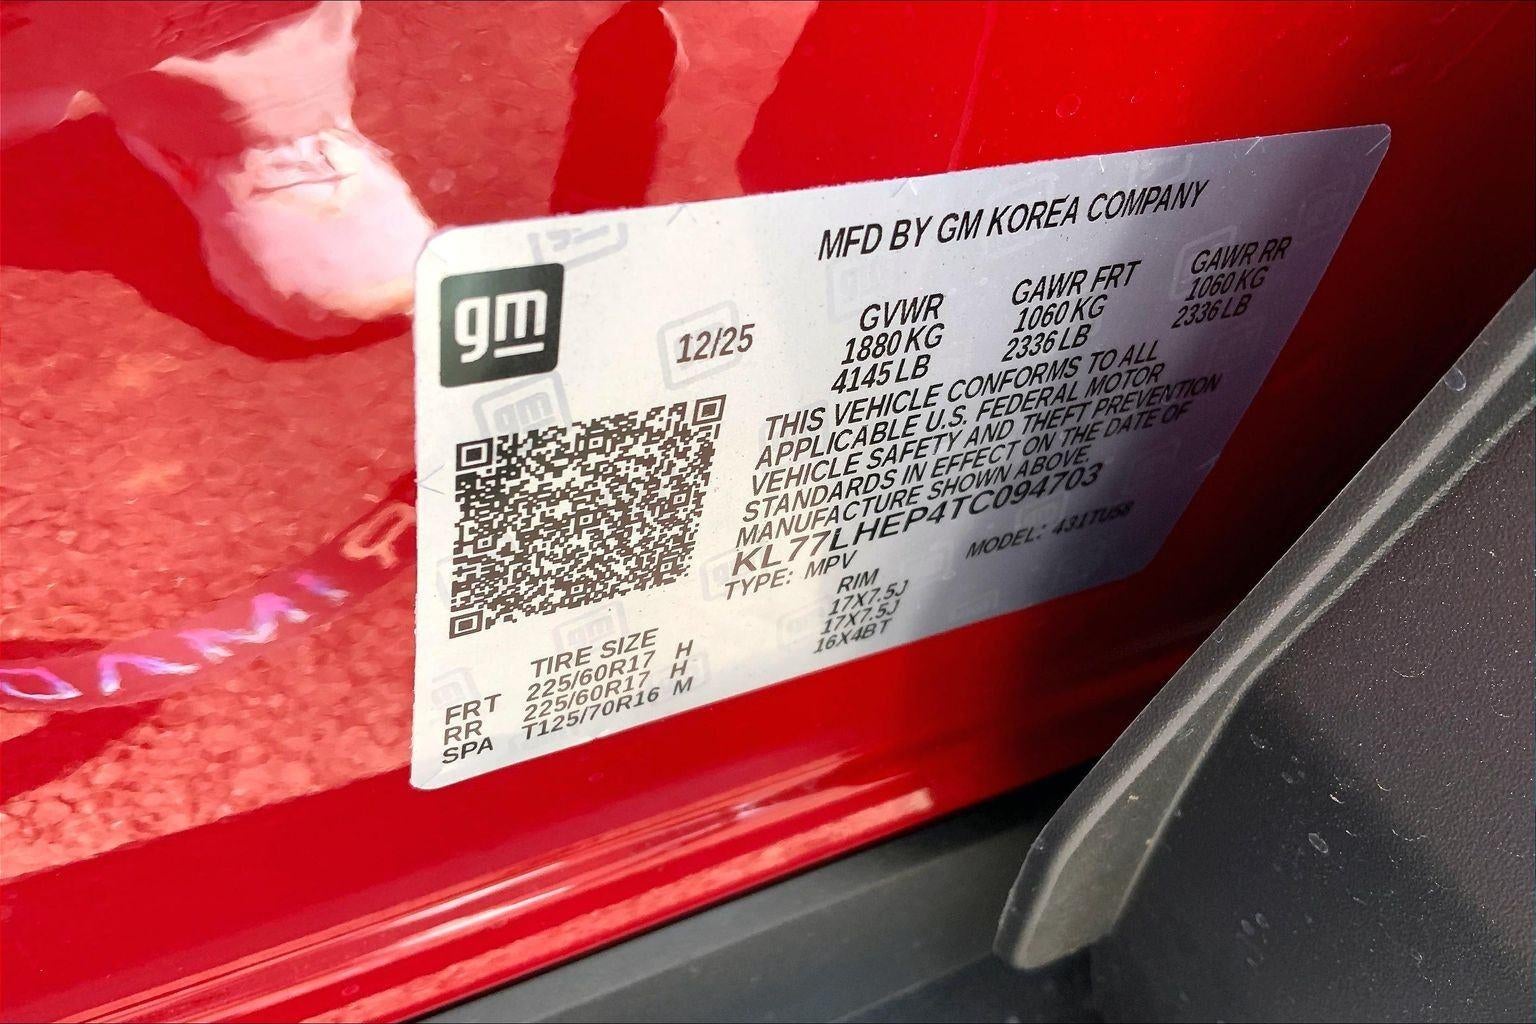 MFD BY GM KOREA COMPANY
gm
12/25
GVWR
1880 KG
4145 LB
GAWR FRT
1060 KG
2336 LB
GAWR RR
1060 KG
2336 LB
THIS VEHICLE CONFORMS TO ALL
APPLICABLE U.S. FEDERAL MOTOR
VEHICLE SAFETY AND THEFT PREVENTION
STANDARDS IN EFFECT ON THE DATE OF
MANUFACTURE SHOWN ABOVE.
KL77LHEP4TC094703
TYPE: MPV
MODEL: 431TU58
TIRE SIZE RIM
FRT 225/60R17 H 17X7.5J
RR 225/60R17 H 17X7.5J
SPA T125/70R16 M 16X4BT